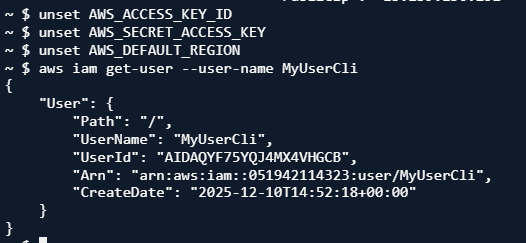 ~ $ unset AWS_ACCESS_KEY_ID
~ $ unset AWS_SECRET_ACCESS_KEY
~ $ unset AWS_DEFAULT_REGION
~ $ aws iam get-user --user-name MyUserCli
{
    "User": {
        "Path": "/",
        "UserName": "MyUserCli",
        "UserId": "AIDAQYF75YQJ4MX4VHGCB",
        "Arn": "arn:aws:iam::051942114323:user/MyUserCli",
        "CreateDate": "2025-12-10T14:52:18+00:00"
    }
}